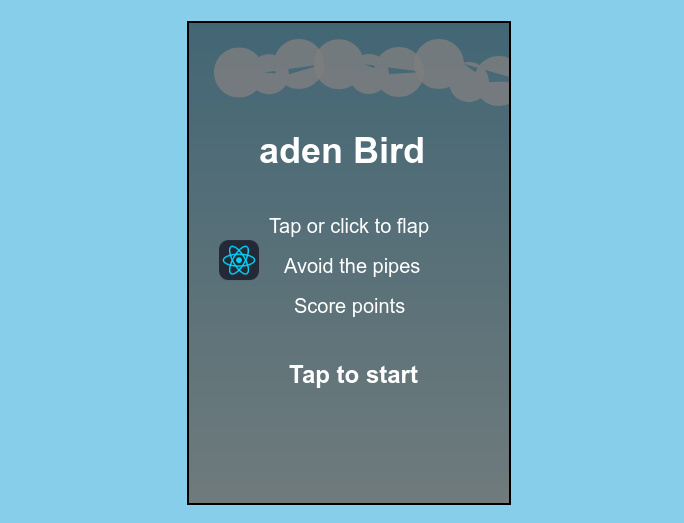 aden Bird
Tap or click to flap
Avoid the pipes
Score points
Tap to start